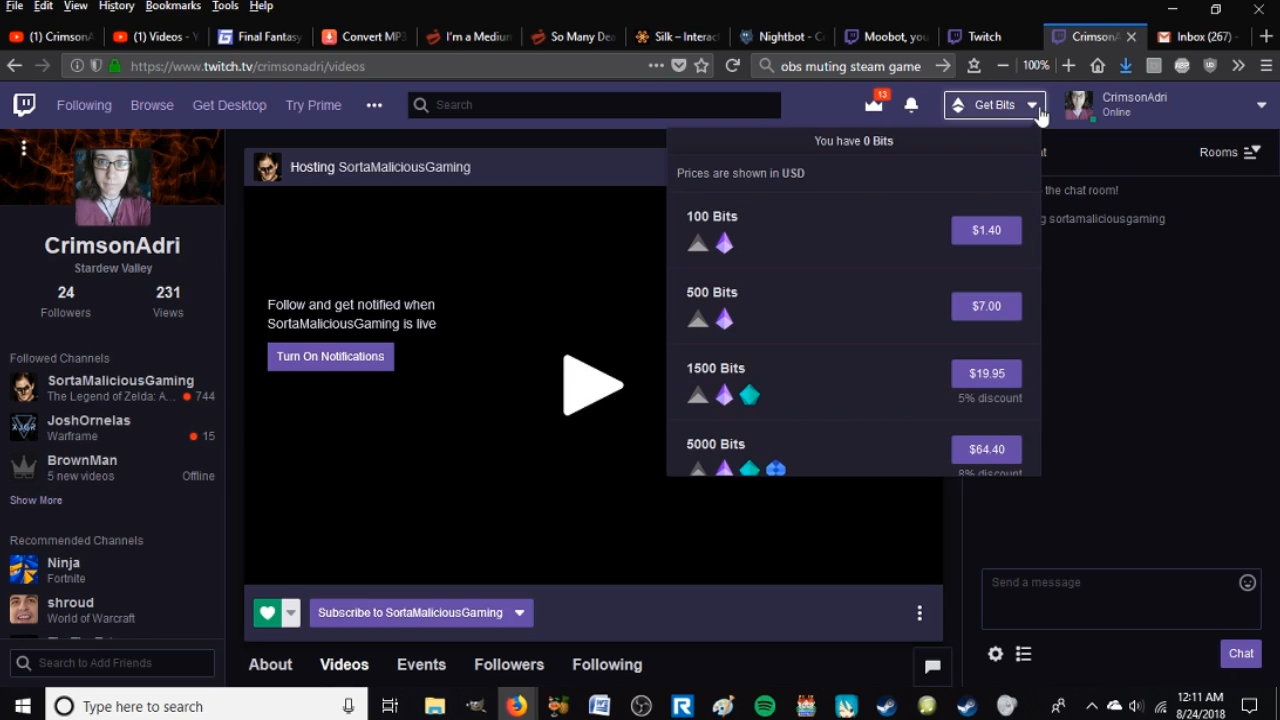 File Edit View History Bookmarks Tools Help
(1) CrimsonA
(1) Videos - Y
Final Fantasy
Convert MP3
I'm a Medium
So Many Dea
Silk – Interac
Nightbot - C
Moobot, you
Twitch
CrimsonA
Inbox (267)
https://www.twitch.tv/crimsonadri/videos
100%
obs muting steam game
Following Browse Get Desktop Try Prime
Search
13
Get Bits
CrimsonAdri
Online
CrimsonAdri
Stardew Valley
24 231
Followers Views
Followed Channels
SortaMaliciousGaming
The Legend of Zelda: A... 744
JoshOrnelas
Warframe 15
BrownMan
5 new videos Offline
Show More
Recommended Channels
Ninja
Fortnite
shroud
World of Warcraft
Search to Add Friends
Hosting SortaMaliciousGaming
Follow and get notified when
SortaMaliciousGaming is live
Turn On Notifications
You have 0 Bits
Prices are shown in USD
100 Bits
$1.40
500 Bits
$7.00
1500 Bits
$19.95
5% discount
5000 Bits
$64.40
8% discount
Subscribe to SortaMaliciousGaming
About Videos Events Followers Following
Rooms
the chat room!
g sortamaliciousgaming
Send a message
Chat
Type here to search
12:11 AM
8/24/2018